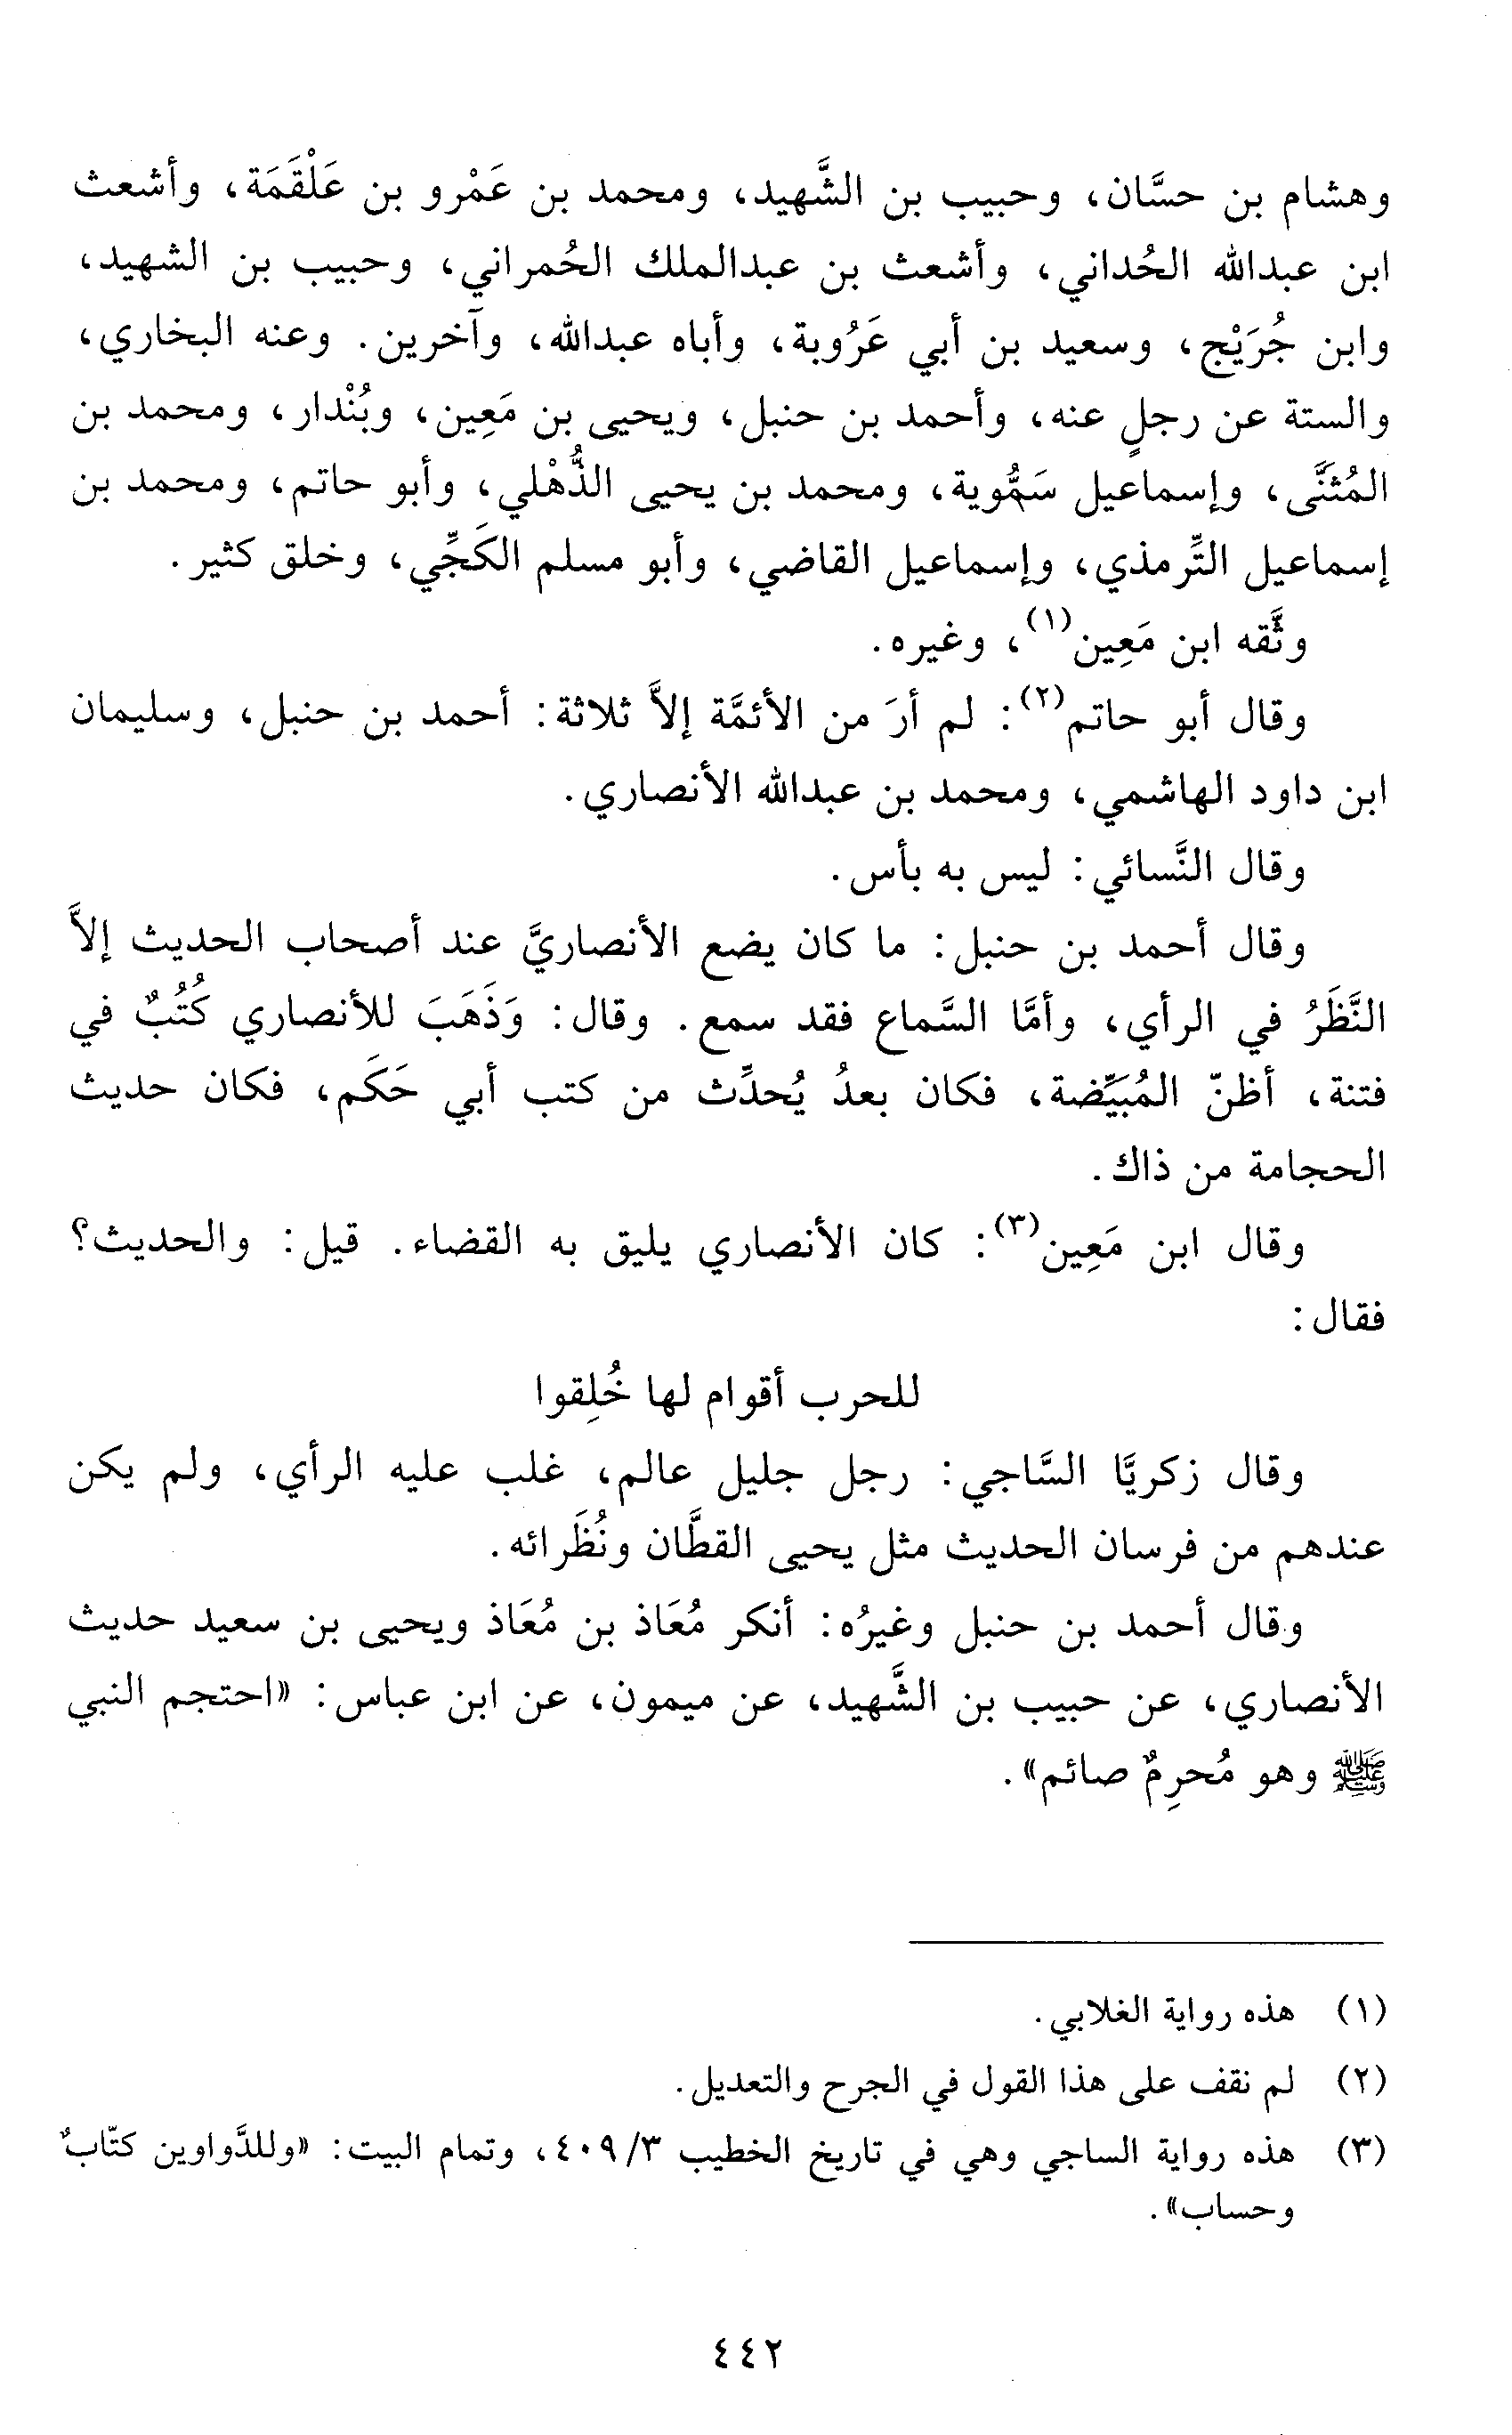 وهشام بن حسَّان، وحبيب بن الشَّهيد، ومحمد بن عَمْرو بن عَلْقَمَة، وأشعث
ابن عبدالله الحُداني، وأشعث بن عبدالملك الحُمراني، وحبيب بن الشهيد،
وابن جُرَيْج، وسعيد بن أبي عَرُوبة، وأباه عبدالله، وآخرين. وعنه البخاري،
والستة عن رجلٍ عنه، وأحمد بن حنبل، ويحيى بن مَعِين، وبُنْدار، ومحمد بن
المُثنَّى، وإسماعيل سَمُّوية، ومحمد بن يحيى الذُّهْلي، وأبو حاتم، ومحمد بن
إسماعيل التِّرمذي، وإسماعيل القاضي، وأبو مسلم الكَجِّي، وخلق كثير.
وثَّقه ابن مَعِين(١)، وغيره.
وقال أبو حاتم(٢): لم أرَ من الأئمَّة إلاَّ ثلاثة: أحمد بن حنبل، وسليمان
ابن داود الهاشمي، ومحمد بن عبدالله الأنصاري.
وقال النَّسائي: ليس به بأس.
وقال أحمد بن حنبل: ما كان يضع الأنصاريَّ عند أصحاب الحديث إلاَّ
النَّظَرُ في الرأي، وأمَّا السَّماع فقد سمع. وقال: وَذَهَبَ للأنصاري كُتُبٌ في
فتنة، أظنّ المُبَيِّضة، فكان بعدُ يُحدِّث من كتب أبي حَكَم، فكان حديث
الحجامة من ذاك.
وقال ابن مَعِين(٣): كان الأنصاري يليق به القضاء. قيل: والحديث؟
فقال:
للحرب أقوام لها خُلِقوا
وقال زكريَّا السَّاجي: رجل جليل عالم، غلب عليه الرأي، ولم يكن
عندهم من فرسان الحديث مثل يحيى القطَّان ونُظَرائه.
وقال أحمد بن حنبل وغيرُه: أنكر مُعَاذ بن مُعَاذ ويحيى بن سعيد حديث
الأنصاري، عن حبيب بن الشَّهيد، عن ميمون، عن ابن عباس: «احتجم النبي
ﷺ وهو مُحرِمٌ صائم».
(١) هذه رواية الغلابي.
(٢) لم نقف على هذا القول في الجرح والتعديل.
(٣) هذه رواية الساجي وهي في تاريخ الخطيب ٣/ ٤٠٩، وتمام البيت: «وللدَّواوين كتّابٌ
وحساب».
٤٤٢